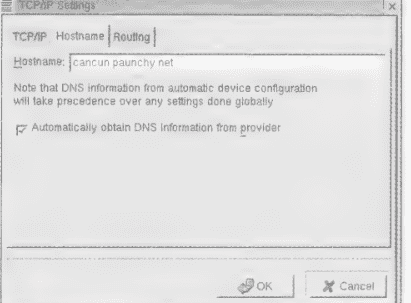 TCP/IP Settings
TCP/IP Hostname Routing
Hostname: cancun paunchy net
Note that DNS information from automatic device configuration
will take precedence over any settings done globally
Automatically obtain DNS information from provider
OK Cancel